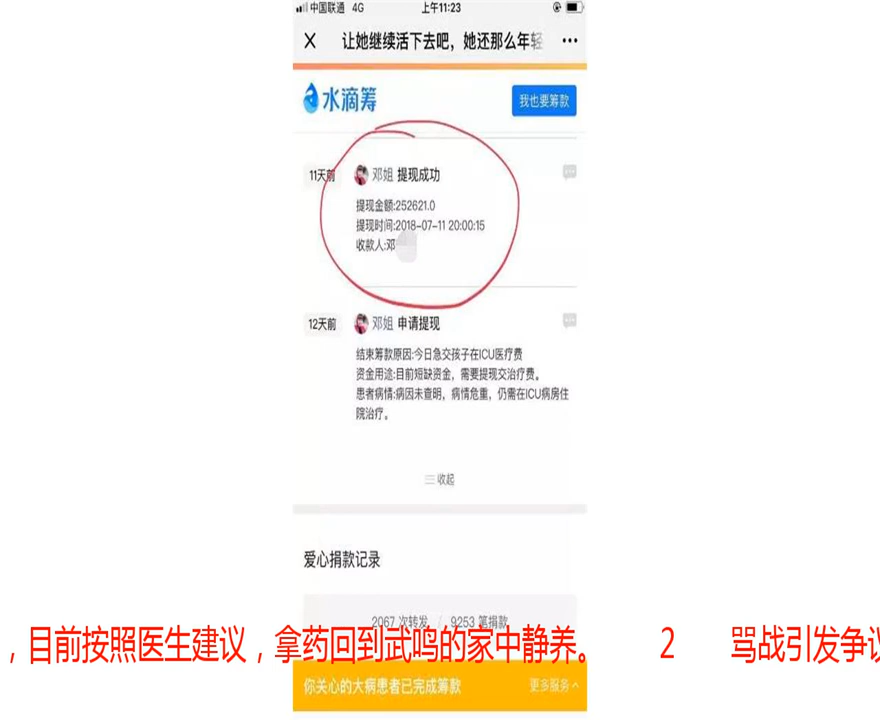 中国联通 4G 上午11:23
让她继续活下去吧，她还那么年轻
水滴筹
我也要筹款
11天前 邓姐 提现成功
提现金额:252621.0
提现时间:2018-07-11 20:00:15
收款人:邓
12天前 邓姐 申请提现
结束筹款原因:今日急交孩子在ICU医疗费
资金用途:目前短缺资金，需要提现交治疗费。
患者病情:病因未查明，病情危重，仍需在ICU病房住
院治疗。
收起
爱心捐款记录
2067 次转发 / 9253 笔捐款
，目前按照医生建议，拿药回到武鸣的家中静养。 2 骂战引发争议
你关心的大病患者已完成筹款 更多服务